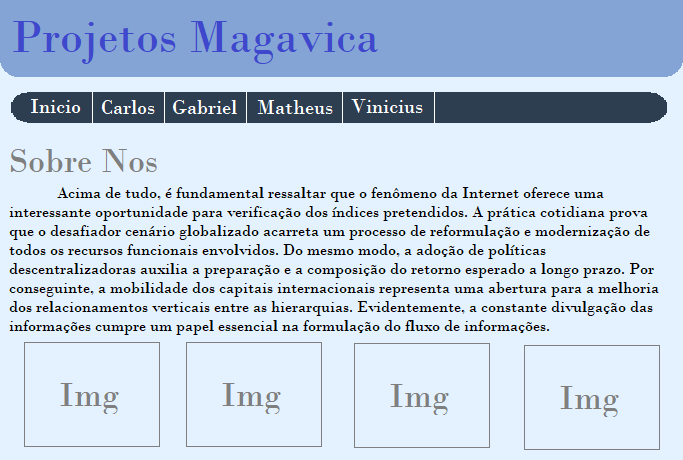 Projetos Magavica
Inicio Carlos Gabriel Matheus Vinicius
Sobre Nos
Acima de tudo, é fundamental ressaltar que o fenômeno da Internet oferece uma
interessante oportunidade para verificação dos índices pretendidos. A prática cotidiana prova
que o desafiador cenário globalizado acarreta um processo de reformulação e modernização de
todos os recursos funcionais envolvidos. Do mesmo modo, a adoção de políticas
descentralizadoras auxilia a preparação e a composição do retorno esperado a longo prazo. Por
conseguinte, a mobilidade dos capitais internacionais representa uma abertura para a melhoria
dos relacionamentos verticais entre as hierarquias. Evidentemente, a constante divulgação das
informações cumpre um papel essencial na formulação do fluxo de informações.
Img Img Img Img